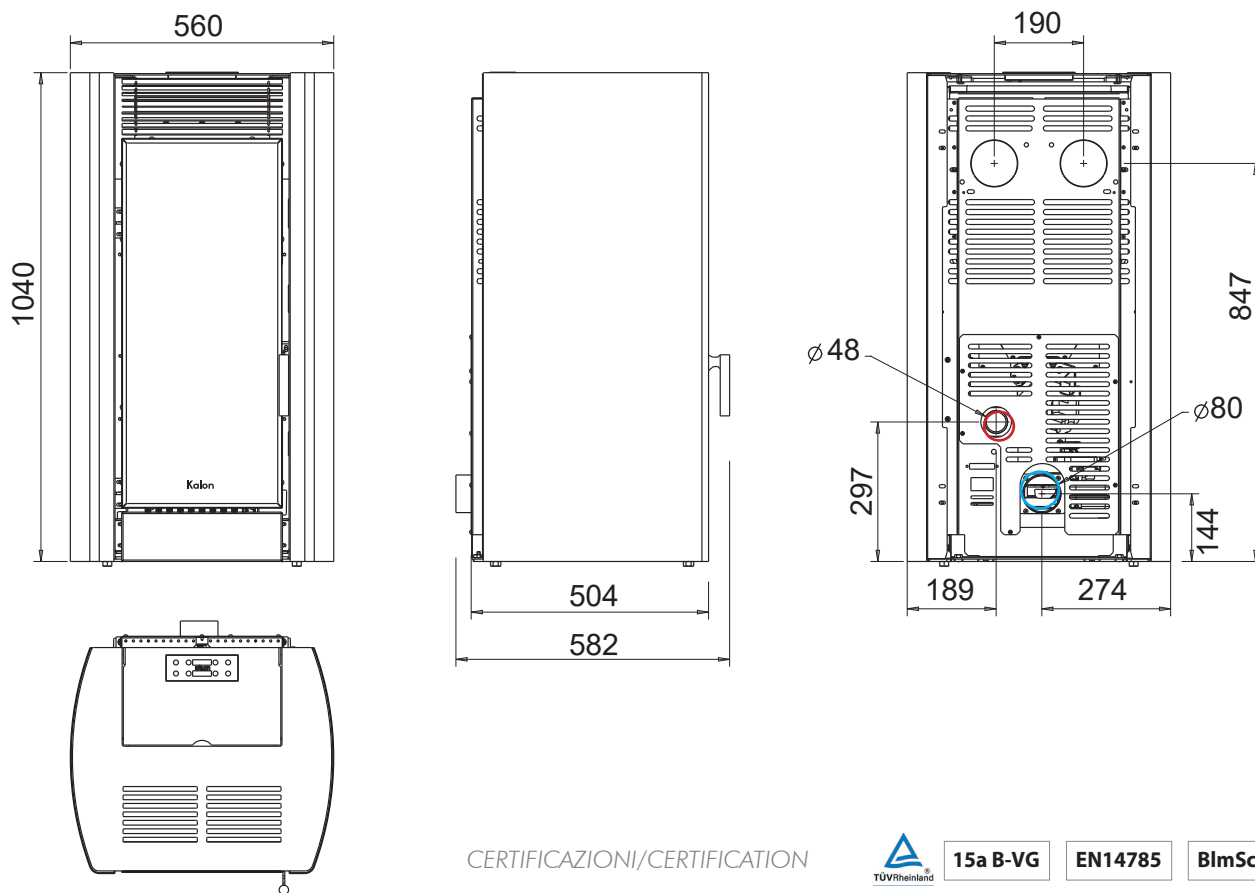 560
190
1040
847
⌀48
⌀80
297
144
189
274
504
582
Kalon
CERTIFICAZIONI/CERTIFICATION
TÜVRheinland®
15a B-VG
EN14785
BImSc